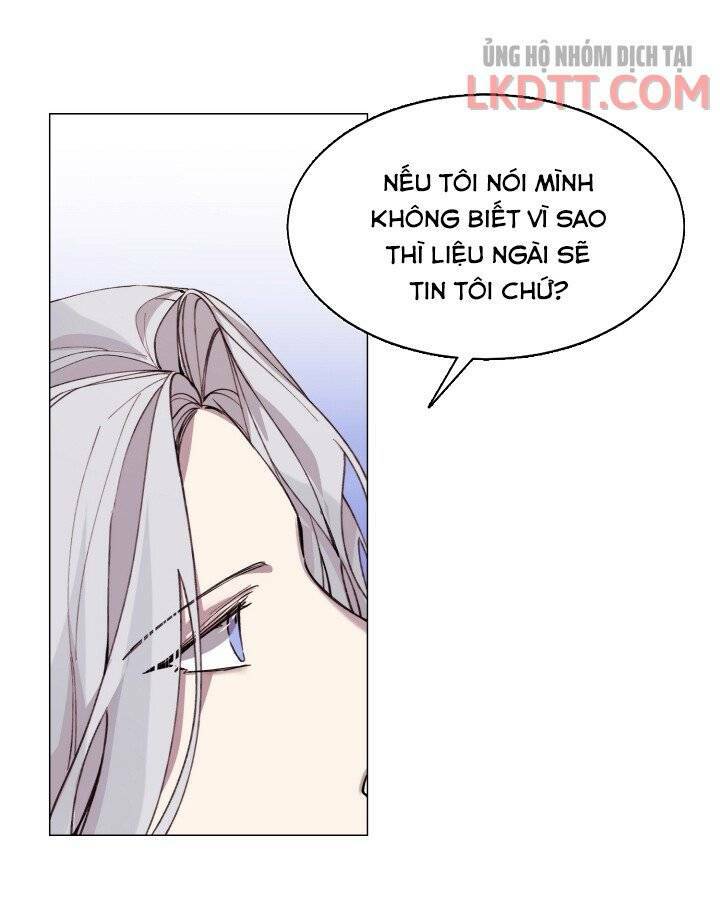 ỦNG HỘ NHÓM DỊCH TẠI
LKDTT.COM
NẾU TÔI NÓI MÌNH
KHÔNG BIẾT VÌ SAO
THÌ LIỆU NGÀI SẼ
TIN TÔI CHỨ?